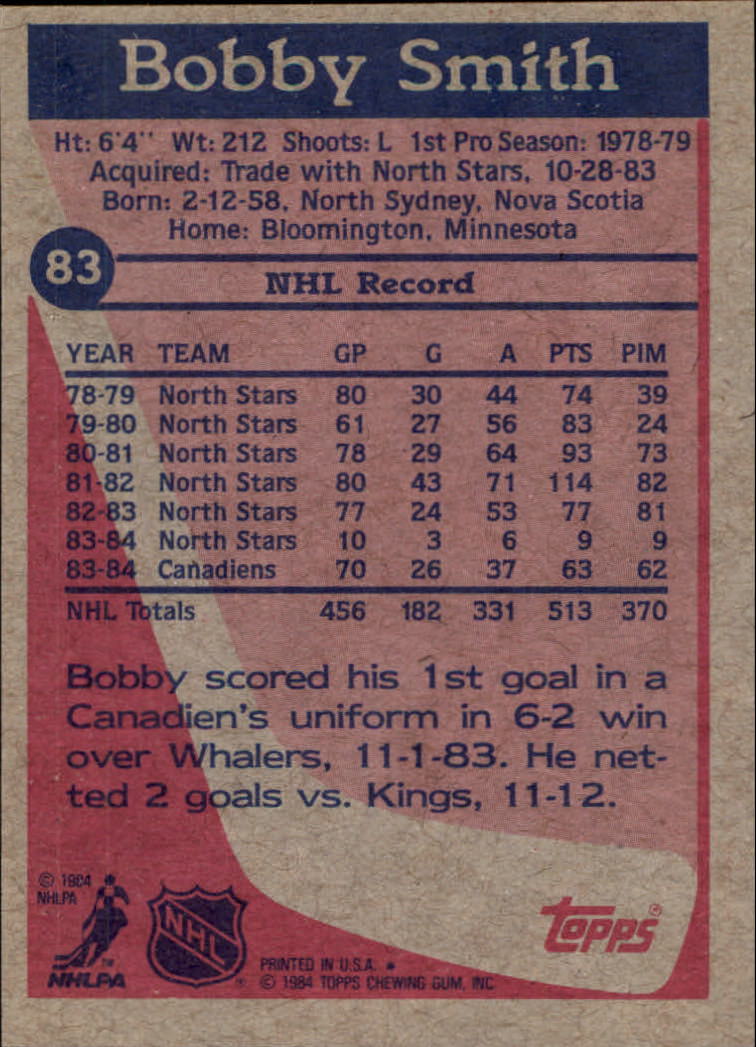 Bobby Smith
Ht: 6'4" Wt: 212 Shoots: L 1st Pro Season: 1978-79
Acquired: Trade with North Stars, 10-28-83
Born: 2-12-58, North Sydney, Nova Scotia
Home: Bloomington, Minnesota
83
NHL Record
YEAR TEAM GP G A PTS PIM
78-79 North Stars 80 30 44 74 39
79-80 North Stars 61 27 56 83 24
80-81 North Stars 78 29 64 93 73
81-82 North Stars 80 43 71 114 82
82-83 North Stars 77 24 53 77 81
83-84 North Stars 10 3 6 9 9
83-84 Canadiens 70 26 37 63 62
NHL Totals 456 182 331 513 370
Bobby scored his 1st goal in a
Canadien's uniform in 6-2 win
over Whalers, 11-1-83. He net-
ted 2 goals vs. Kings, 11-12.
© 1984
NHLPA
™
NHLPA
NHL
®
TOPPS®
PRINTED IN U.S.A. *
© 1984 TOPPS CHEWING GUM, INC